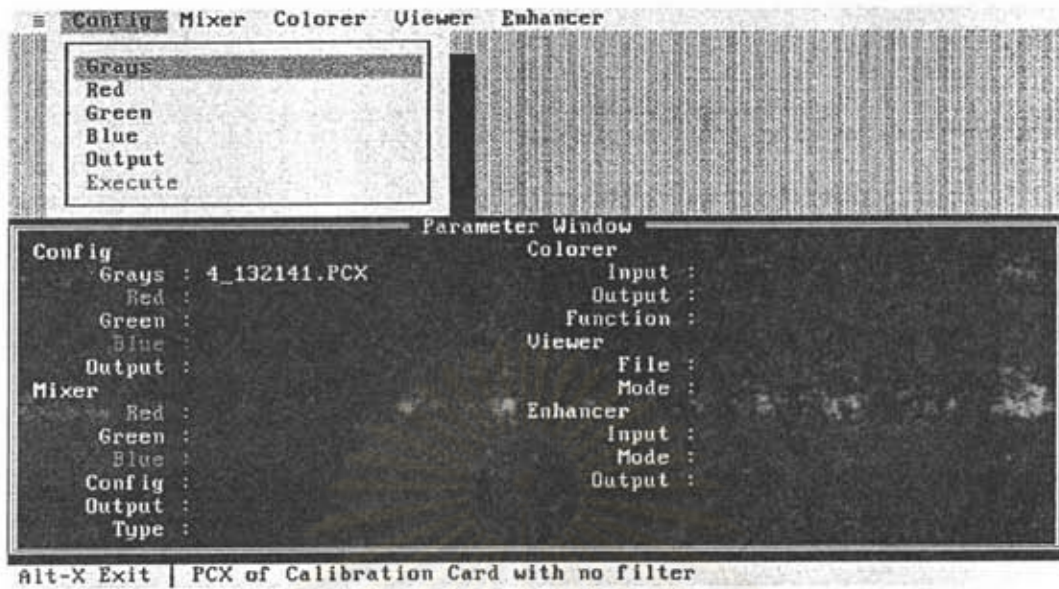 ≡ Config Mixer Colorer Viewer Enhancer
Grays
Red
Green
Blue
Output
Execute
Parameter Window
Config
Grays : 4_132141.PCX
Red :
Green :
Blue :
Output :
Mixer
Red :
Green :
Blue :
Config :
Output :
Type :
Colorer
Input :
Output :
Function :
Viewer
File :
Mode :
Enhancer
Input :
Mode :
Output :
Alt-X Exit | PCX of Calibration Card with no filter